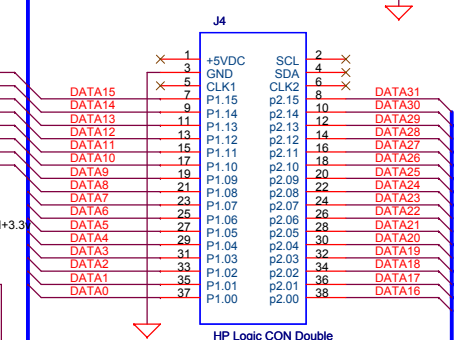 J4
1 +5VDC SCL 2
3 GND SDA 4
5 CLK1 CLK2 6
DATA15 7 P1.15 p2.15 8 DATA31
DATA14 9 P1.14 p2.14 10 DATA30
DATA13 11 P1.13 p2.13 12 DATA29
DATA12 13 P1.12 p2.12 14 DATA28
DATA11 15 P1.11 p2.11 16 DATA27
DATA10 17 P1.10 p2.10 18 DATA26
DATA9 19 P1.09 p2.09 20 DATA25
DATA8 21 P1.08 p2.08 22 DATA24
DATA7 23 P1.07 p2.07 24 DATA23
DATA6 25 P1.06 p2.06 26 DATA22
+3.3 DATA5 27 P1.05 p2.05 28 DATA21
DATA4 29 P1.04 p2.04 30 DATA20
DATA3 31 P1.03 p2.03 32 DATA19
DATA2 33 P1.02 p2.02 34 DATA18
DATA1 35 P1.01 p2.01 36 DATA17
DATA0 37 P1.00 p2.00 38 DATA16
HP Logic CON Double